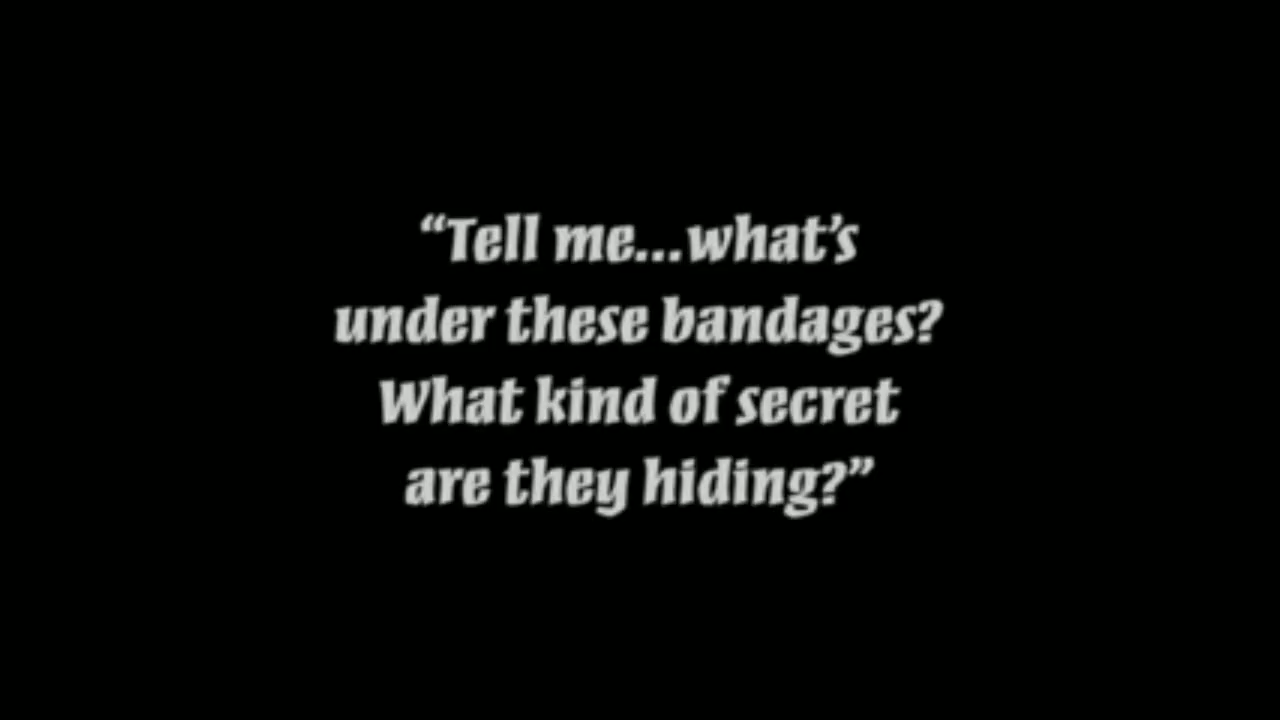 “Tell me...what’s
under these bandages?
What kind of secret
are they hiding?”